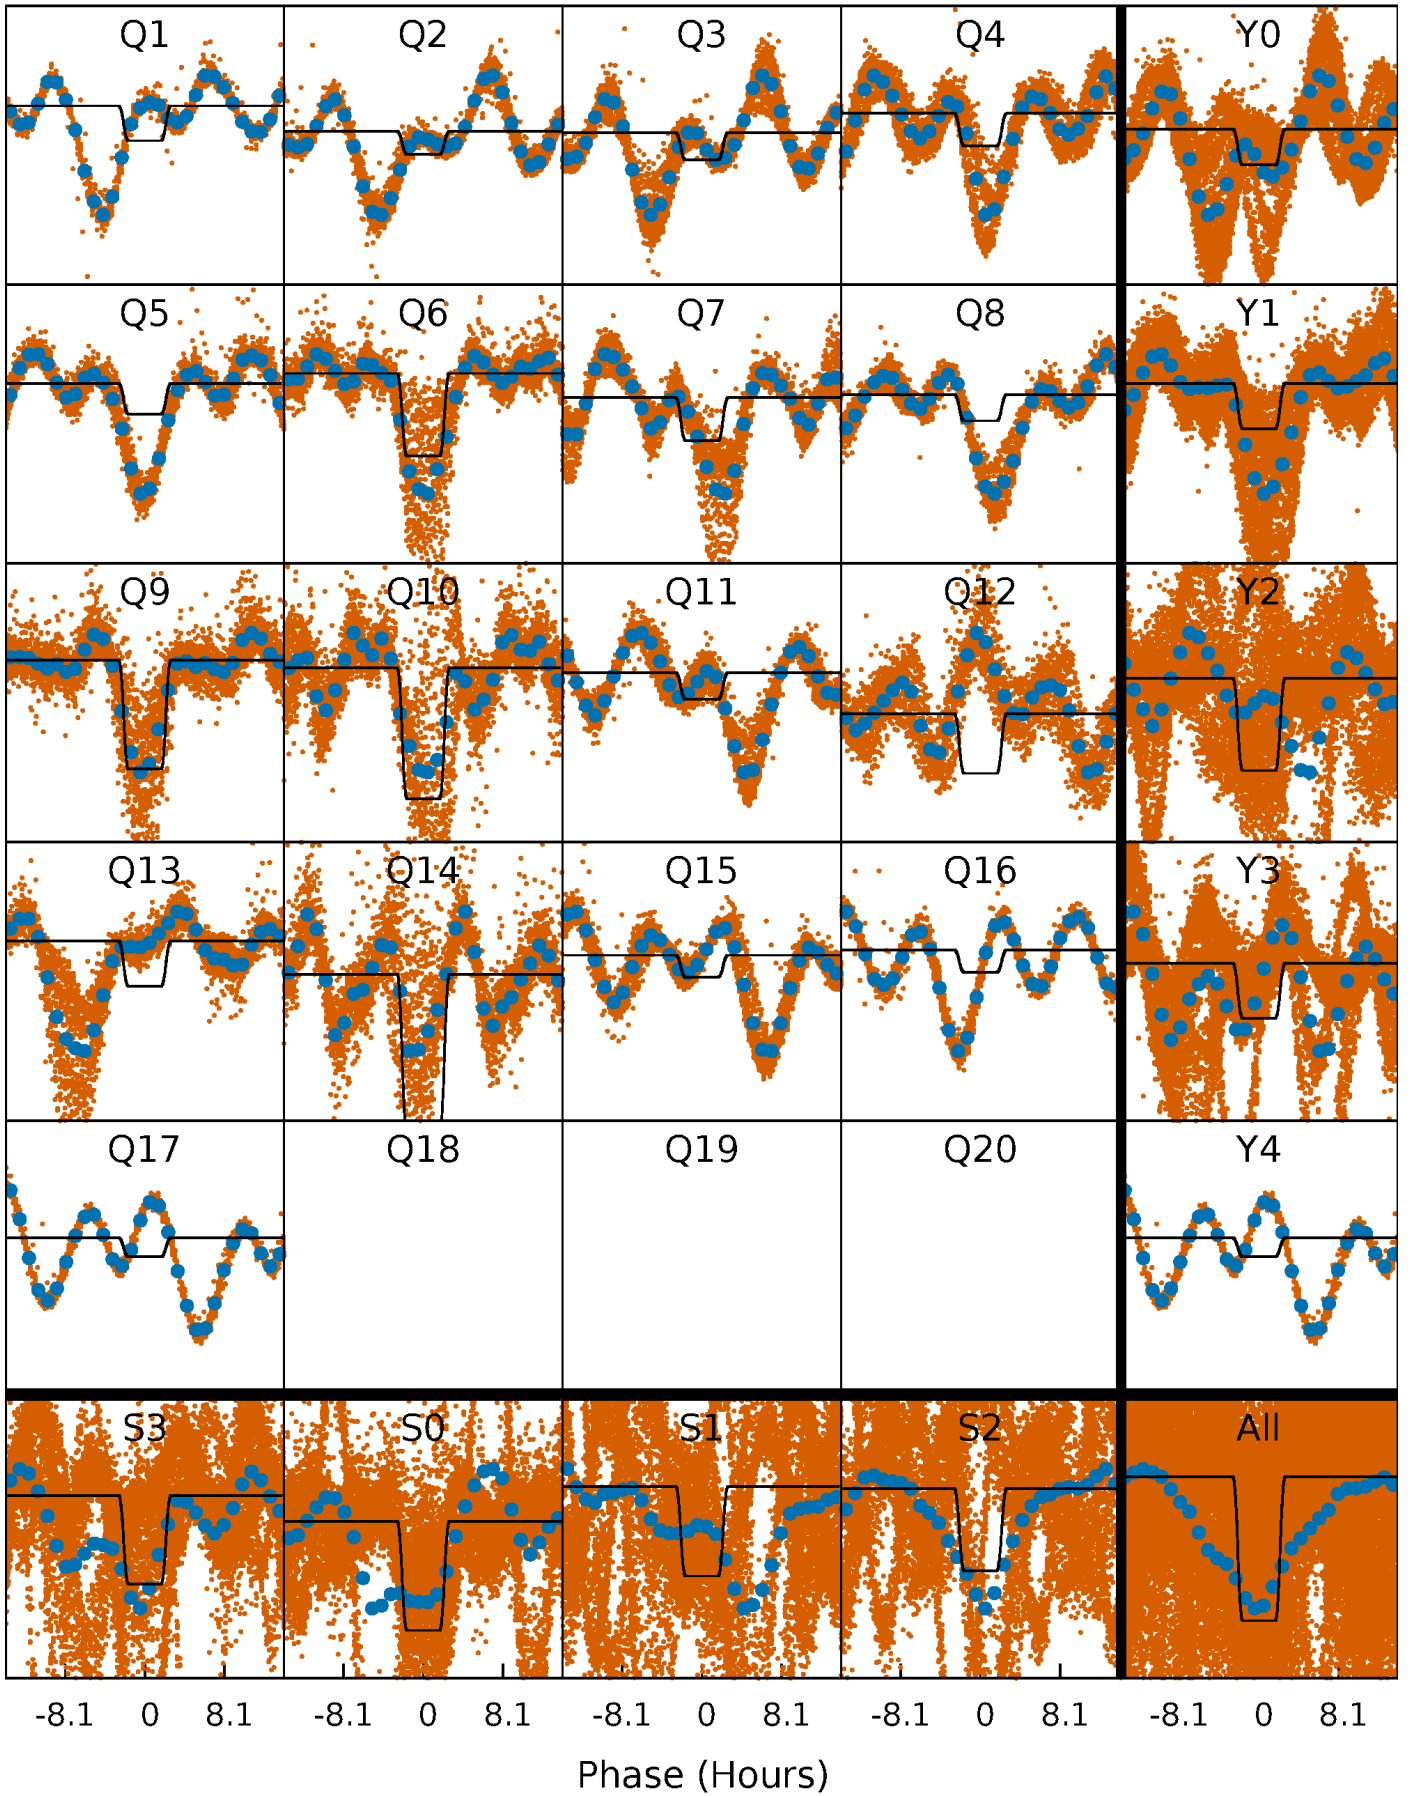 Q1 Q2 Q3 Q4 Y0
Q5 Q6 Q7 Q8 Y1
Q9 Q10 Q11 Q12 Y2
Q13 Q14 Q15 Q16 Y3
Q17 Q18 Q19 Q20 Y4
S3 S0 S1 S2 All
-8.1 0 8.1 -8.1 0 8.1 -8.1 0 8.1 -8.1 0 8.1 -8.1 0 8.1
Phase (Hours)